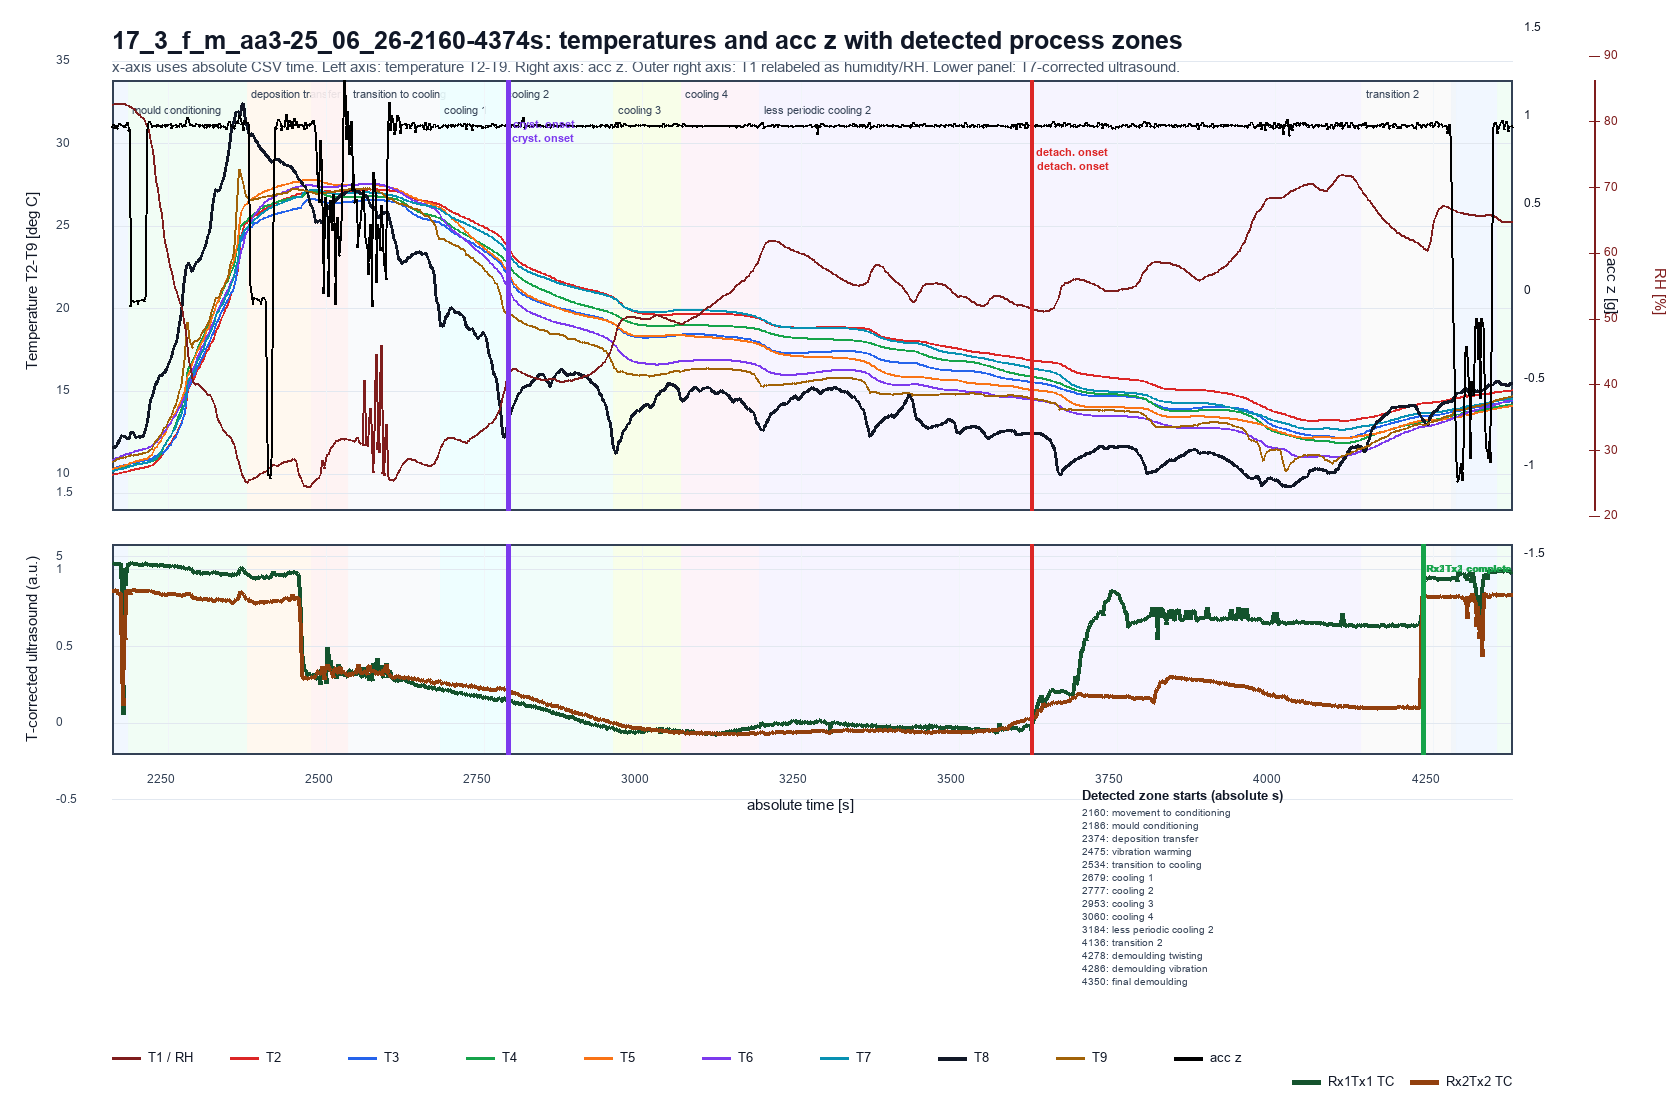 17_3_f_m_aa3-25_06_26-2160-4374s: temperatures and acc z with detected process zones
x-axis uses absolute CSV time. Left axis: temperature T2-T9. Right axis: acc z. Outer right axis: T1 relabeled as humidity/RH. Lower panel: T7-corrected ultrasound.
mould conditioning
deposition transfer
transition to cooling
cooling 1
cooling 2
cooling 3
cooling 4
less periodic cooling 2
transition 2
cryst. onset
cryst. onset
detach. onset
detach. onset
Temperature T2-T9 [deg C]
35
30
25
20
15
10
1.5
1.5
1
0.5
0
-0.5
-1
-1.5
acc z [g]
90
80
70
60
50
40
30
20
RH [%]
T-corrected ultrasound (a.u.)
5
1
0.5
0
-0.5
Rx2Tx2 complete
2250
2500
2750
3000
3250
3500
3750
4000
4250
absolute time [s]
Detected zone starts (absolute s)
2160: movement to conditioning
2186: mould conditioning
2374: deposition transfer
2475: vibration warming
2534: transition to cooling
2679: cooling 1
2777: cooling 2
2953: cooling 3
3060: cooling 4
3184: less periodic cooling 2
4136: transition 2
4278: demoulding twisting
4286: demoulding vibration
4350: final demoulding
T1 / RH
T2
T3
T4
T5
T6
T7
T8
T9
acc z
Rx1Tx1 TC
Rx2Tx2 TC